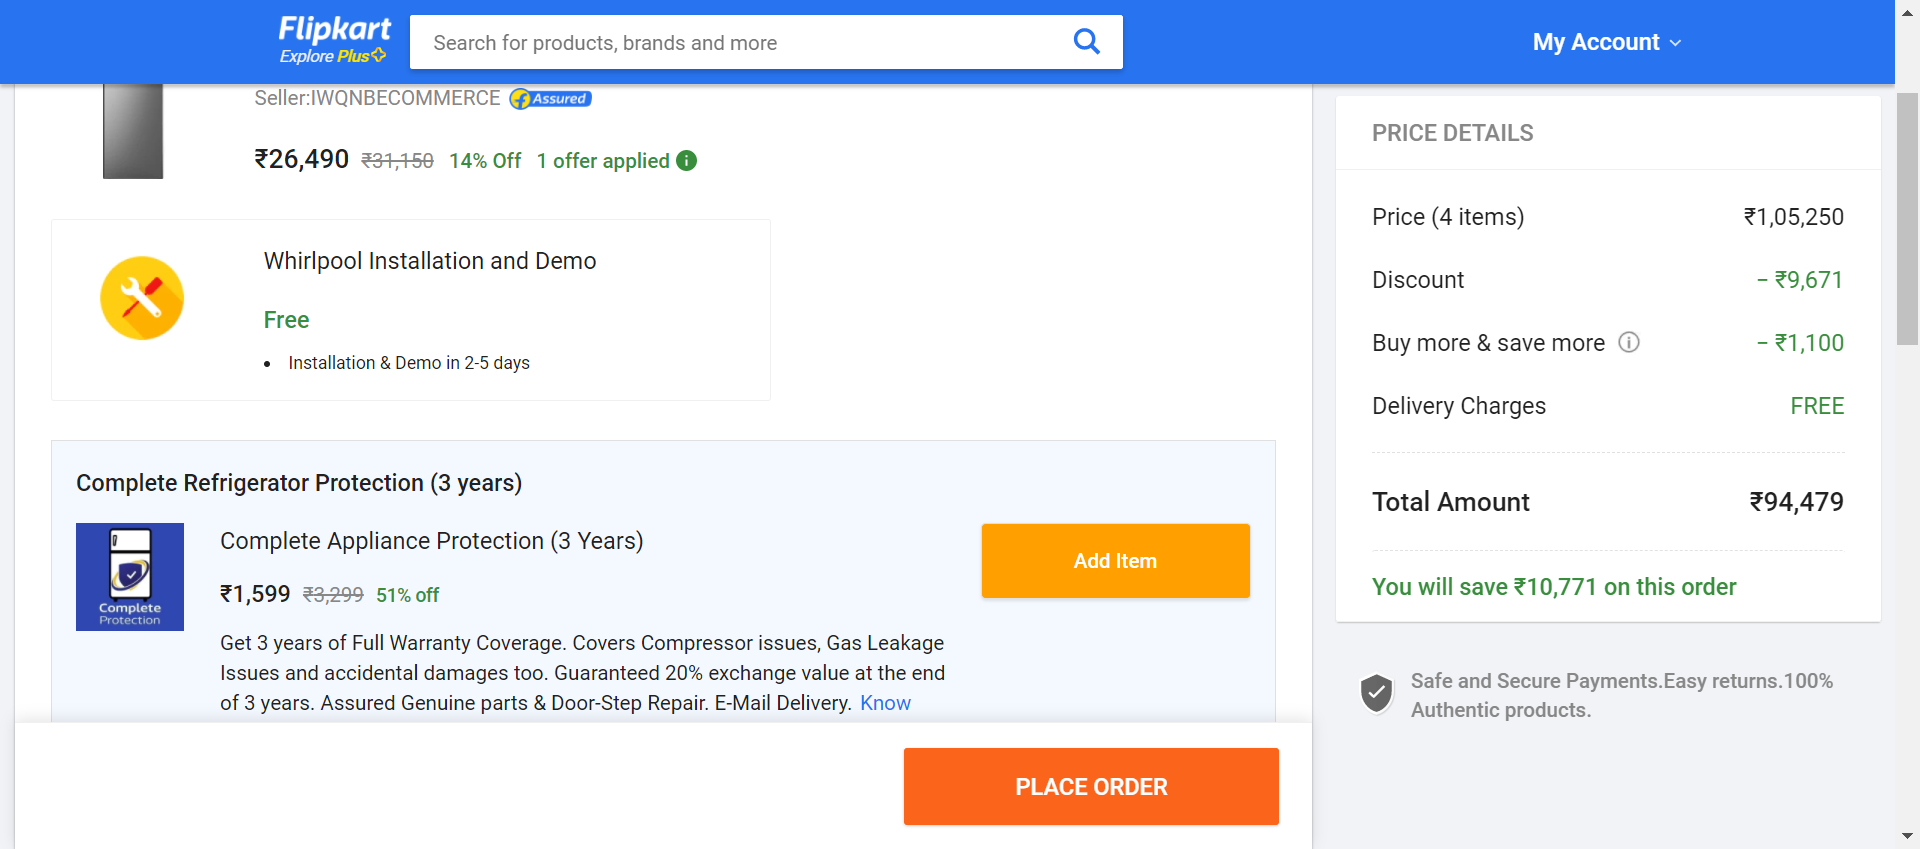 Flipkart
Explore Plus
Search for products, brands and more
My Account
Seller:IWQNBECOMMERCE Assured
₹26,490 ₹31,150 14% Off 1 offer applied
Whirlpool Installation and Demo
Free
Installation & Demo in 2-5 days
Complete Refrigerator Protection (3 years)
Complete
Protection
Complete Appliance Protection (3 Years)
₹1,599 ₹3,299 51% off
Get 3 years of Full Warranty Coverage. Covers Compressor issues, Gas Leakage
Issues and accidental damages too. Guaranteed 20% exchange value at the end
of 3 years. Assured Genuine parts & Door-Step Repair. E-Mail Delivery. Know
Add Item
PLACE ORDER
PRICE DETAILS
Price (4 items) ₹1,05,250
Discount − ₹9,671
Buy more & save more − ₹1,100
Delivery Charges FREE
Total Amount ₹94,479
You will save ₹10,771 on this order
Safe and Secure Payments.Easy returns.100%
Authentic products.